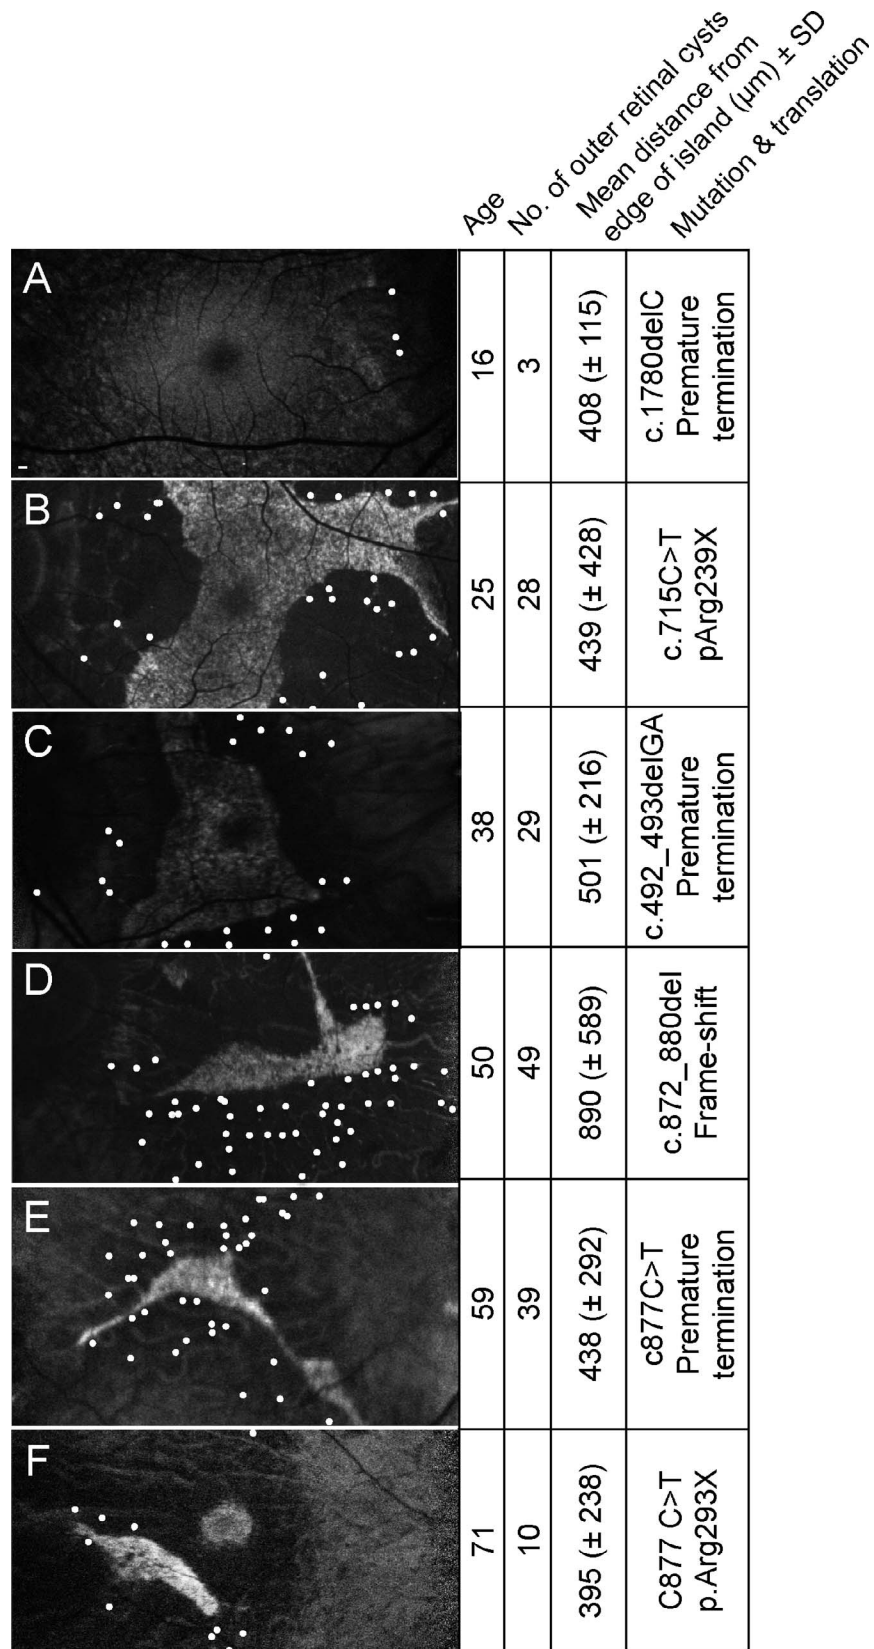 Age
No. of outer retinal cysts
Mean distance from
edge of island (µm) ± SD
Mutation & translation
A
16
3
408 (± 115)
c.1780delC
Premature
termination
B
25
28
439 (± 428)
c.715C>T
pArg239X
C
38
29
501 (± 216)
c.492_493delGA
Premature
termination
D
50
49
890 (± 589)
c.872_880del
Frame-shift
E
59
39
438 (± 292)
c877C>T
Premature
termination
F
71
10
395 (± 238)
C877 C>T
p.Arg293X